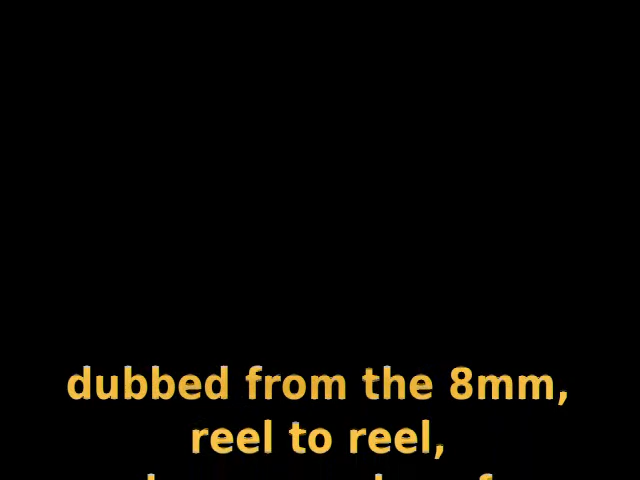 dubbed from the 8mm,
reel to reel,